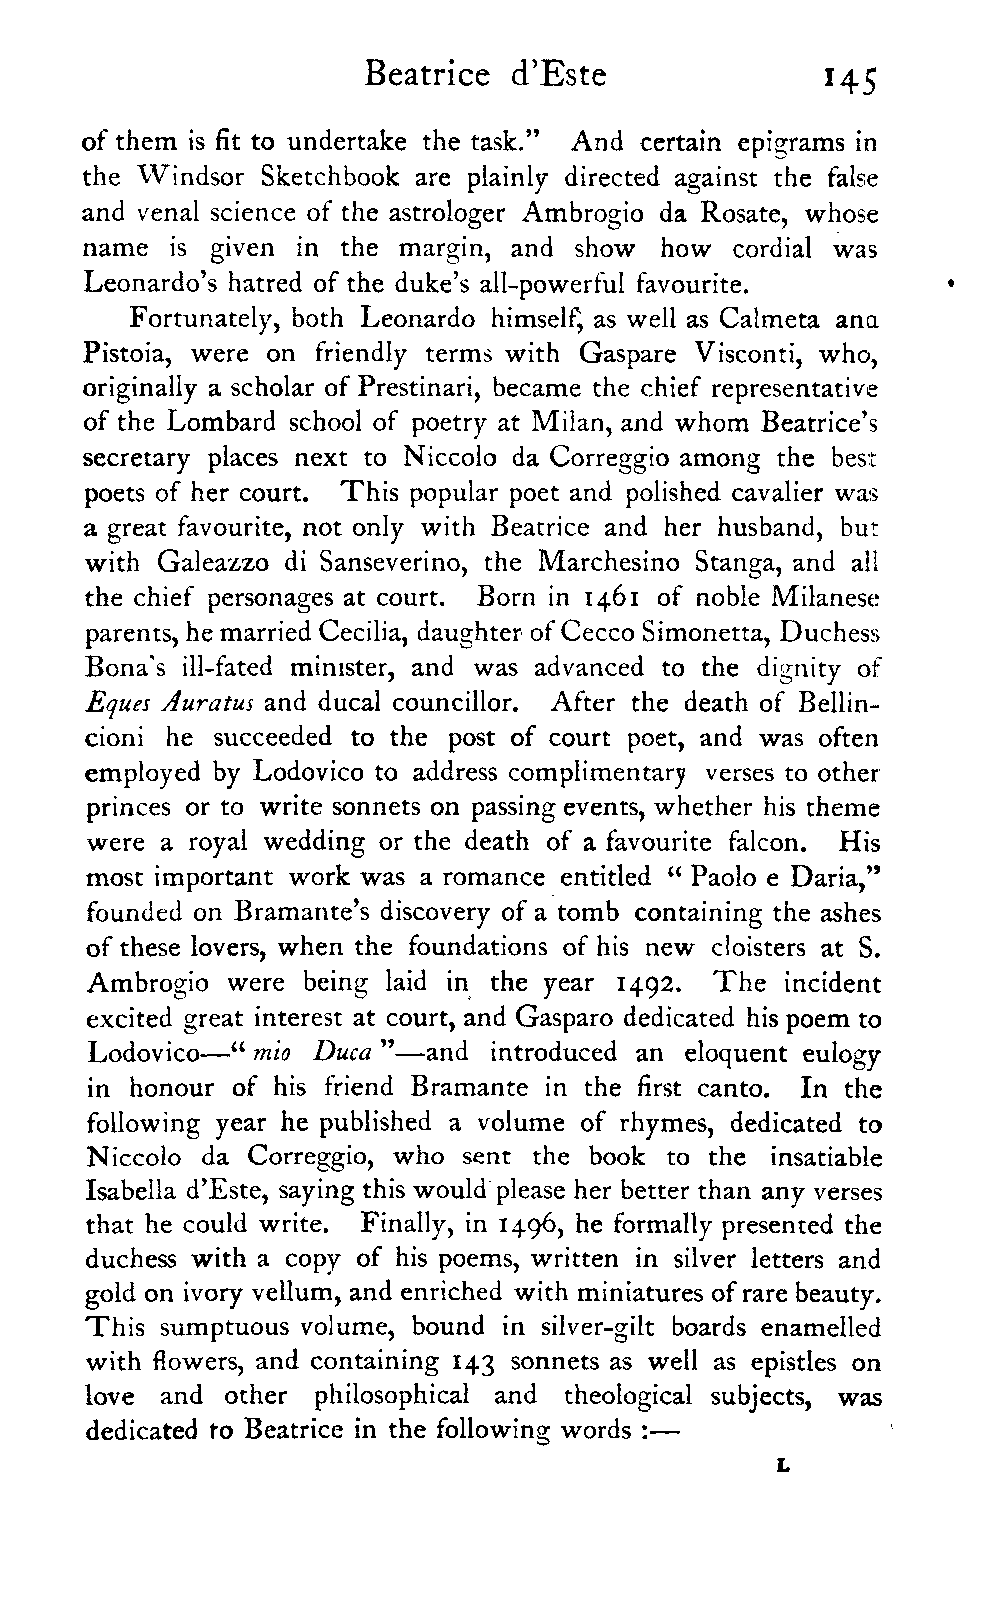 Beatrice d'Este 145
of them is fit to undertake the task." And certain epigrams in
the Windsor Sketchbook are plainly directed against the false
and venal science of the astrologer Ambrogio da Rosate, whose
name is given in the margin, and show how cordial was
Leonardo's hatred of the duke's all-powerful favourite.
Fortunately, both Leonardo himself, as well as Calmeta and
Pistoia, were on friendly terms with Gaspare Visconti, who,
originally a scholar of Prestinari, became the chief representative
of the Lombard school of poetry at Milan, and whom Beatrice's
secretary places next to Niccolo da Correggio among the best
poets of her court. This popular poet and polished cavalier was
a great favourite, not only with Beatrice and her husband, but
with Galeazzo di Sanseverino, the Marchesino Stanga, and all
the chief personages at court. Born in 1461 of noble Milanese
parents, he married Cecilia, daughter of Cecco Simonetta, Duchess
Bona's ill-fated minister, and was advanced to the dignity of
Eques Auratus and ducal councillor. After the death of Bellin-
cioni he succeeded to the post of court poet, and was often
employed by Lodovico to address complimentary verses to other
princes or to write sonnets on passing events, whether his theme
were a royal wedding or the death of a favourite falcon. His
most important work was a romance entitled "Paolo e Daria,"
founded on Bramante's discovery of a tomb containing the ashes
of these lovers, when the foundations of his new cloisters at S.
Ambrogio were being laid in the year 1492. The incident
excited great interest at court, and Gasparo dedicated his poem to
Lodovico—"mio Duca"—and introduced an eloquent eulogy
in honour of his friend Bramante in the first canto. In the
following year he published a volume of rhymes, dedicated to
Niccolo da Correggio, who sent the book to the insatiable
Isabella d'Este, saying this would please her better than any verses
that he could write. Finally, in 1496, he formally presented the
duchess with a copy of his poems, written in silver letters and
gold on ivory vellum, and enriched with miniatures of rare beauty.
This sumptuous volume, bound in silver-gilt boards enamelled
with flowers, and containing 143 sonnets as well as epistles on
love and other philosophical and theological subjects, was
dedicated to Beatrice in the following words :—
L